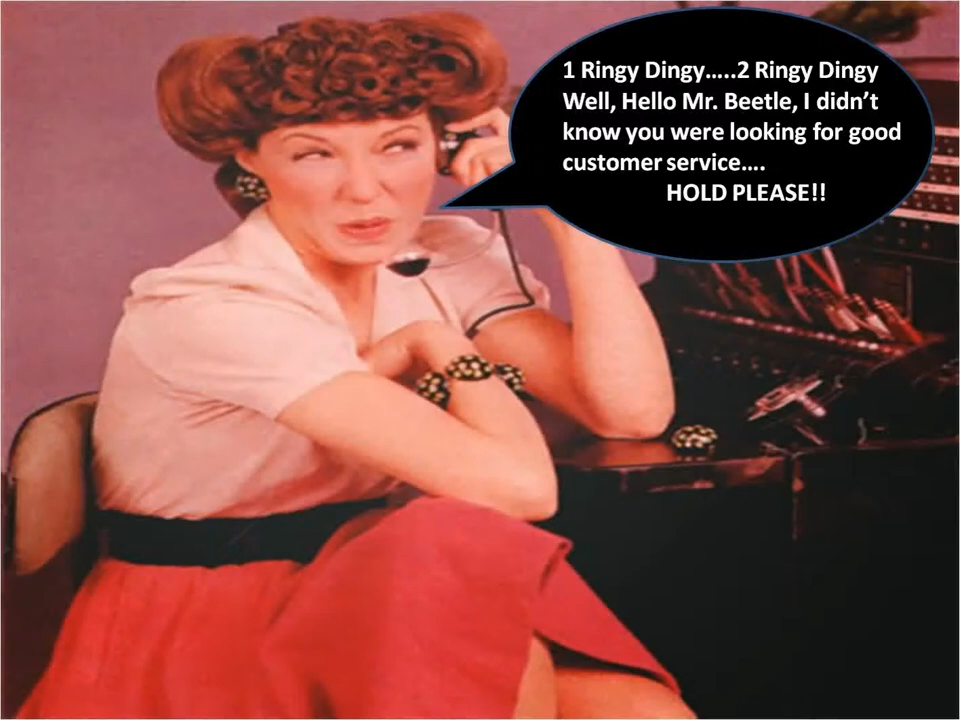 1 Ringy Dingy.....2 Ringy Dingy
Well, Hello Mr. Beetle, I didn’t
know you were looking for good
customer service....
HOLD PLEASE!!